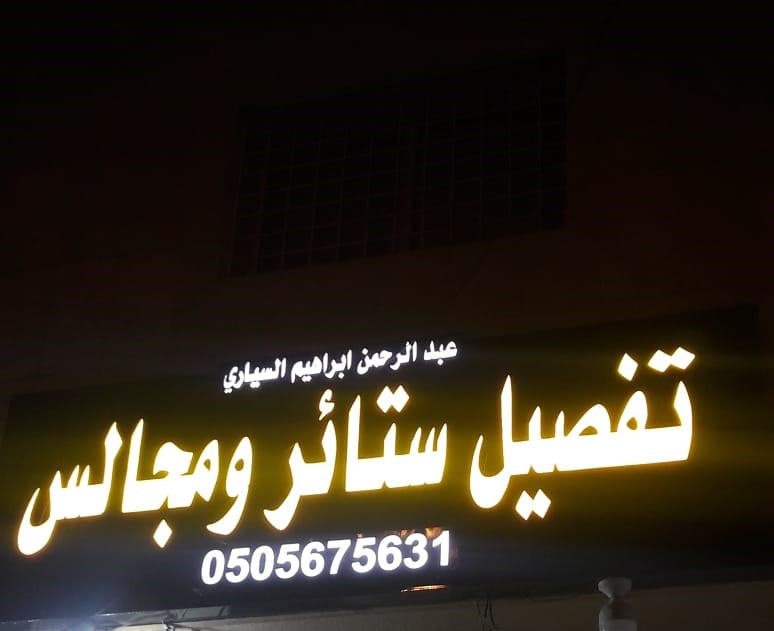 عبد الرحمن ابراهيم السياري
تفصيل ستائر ومجالس
0505675631